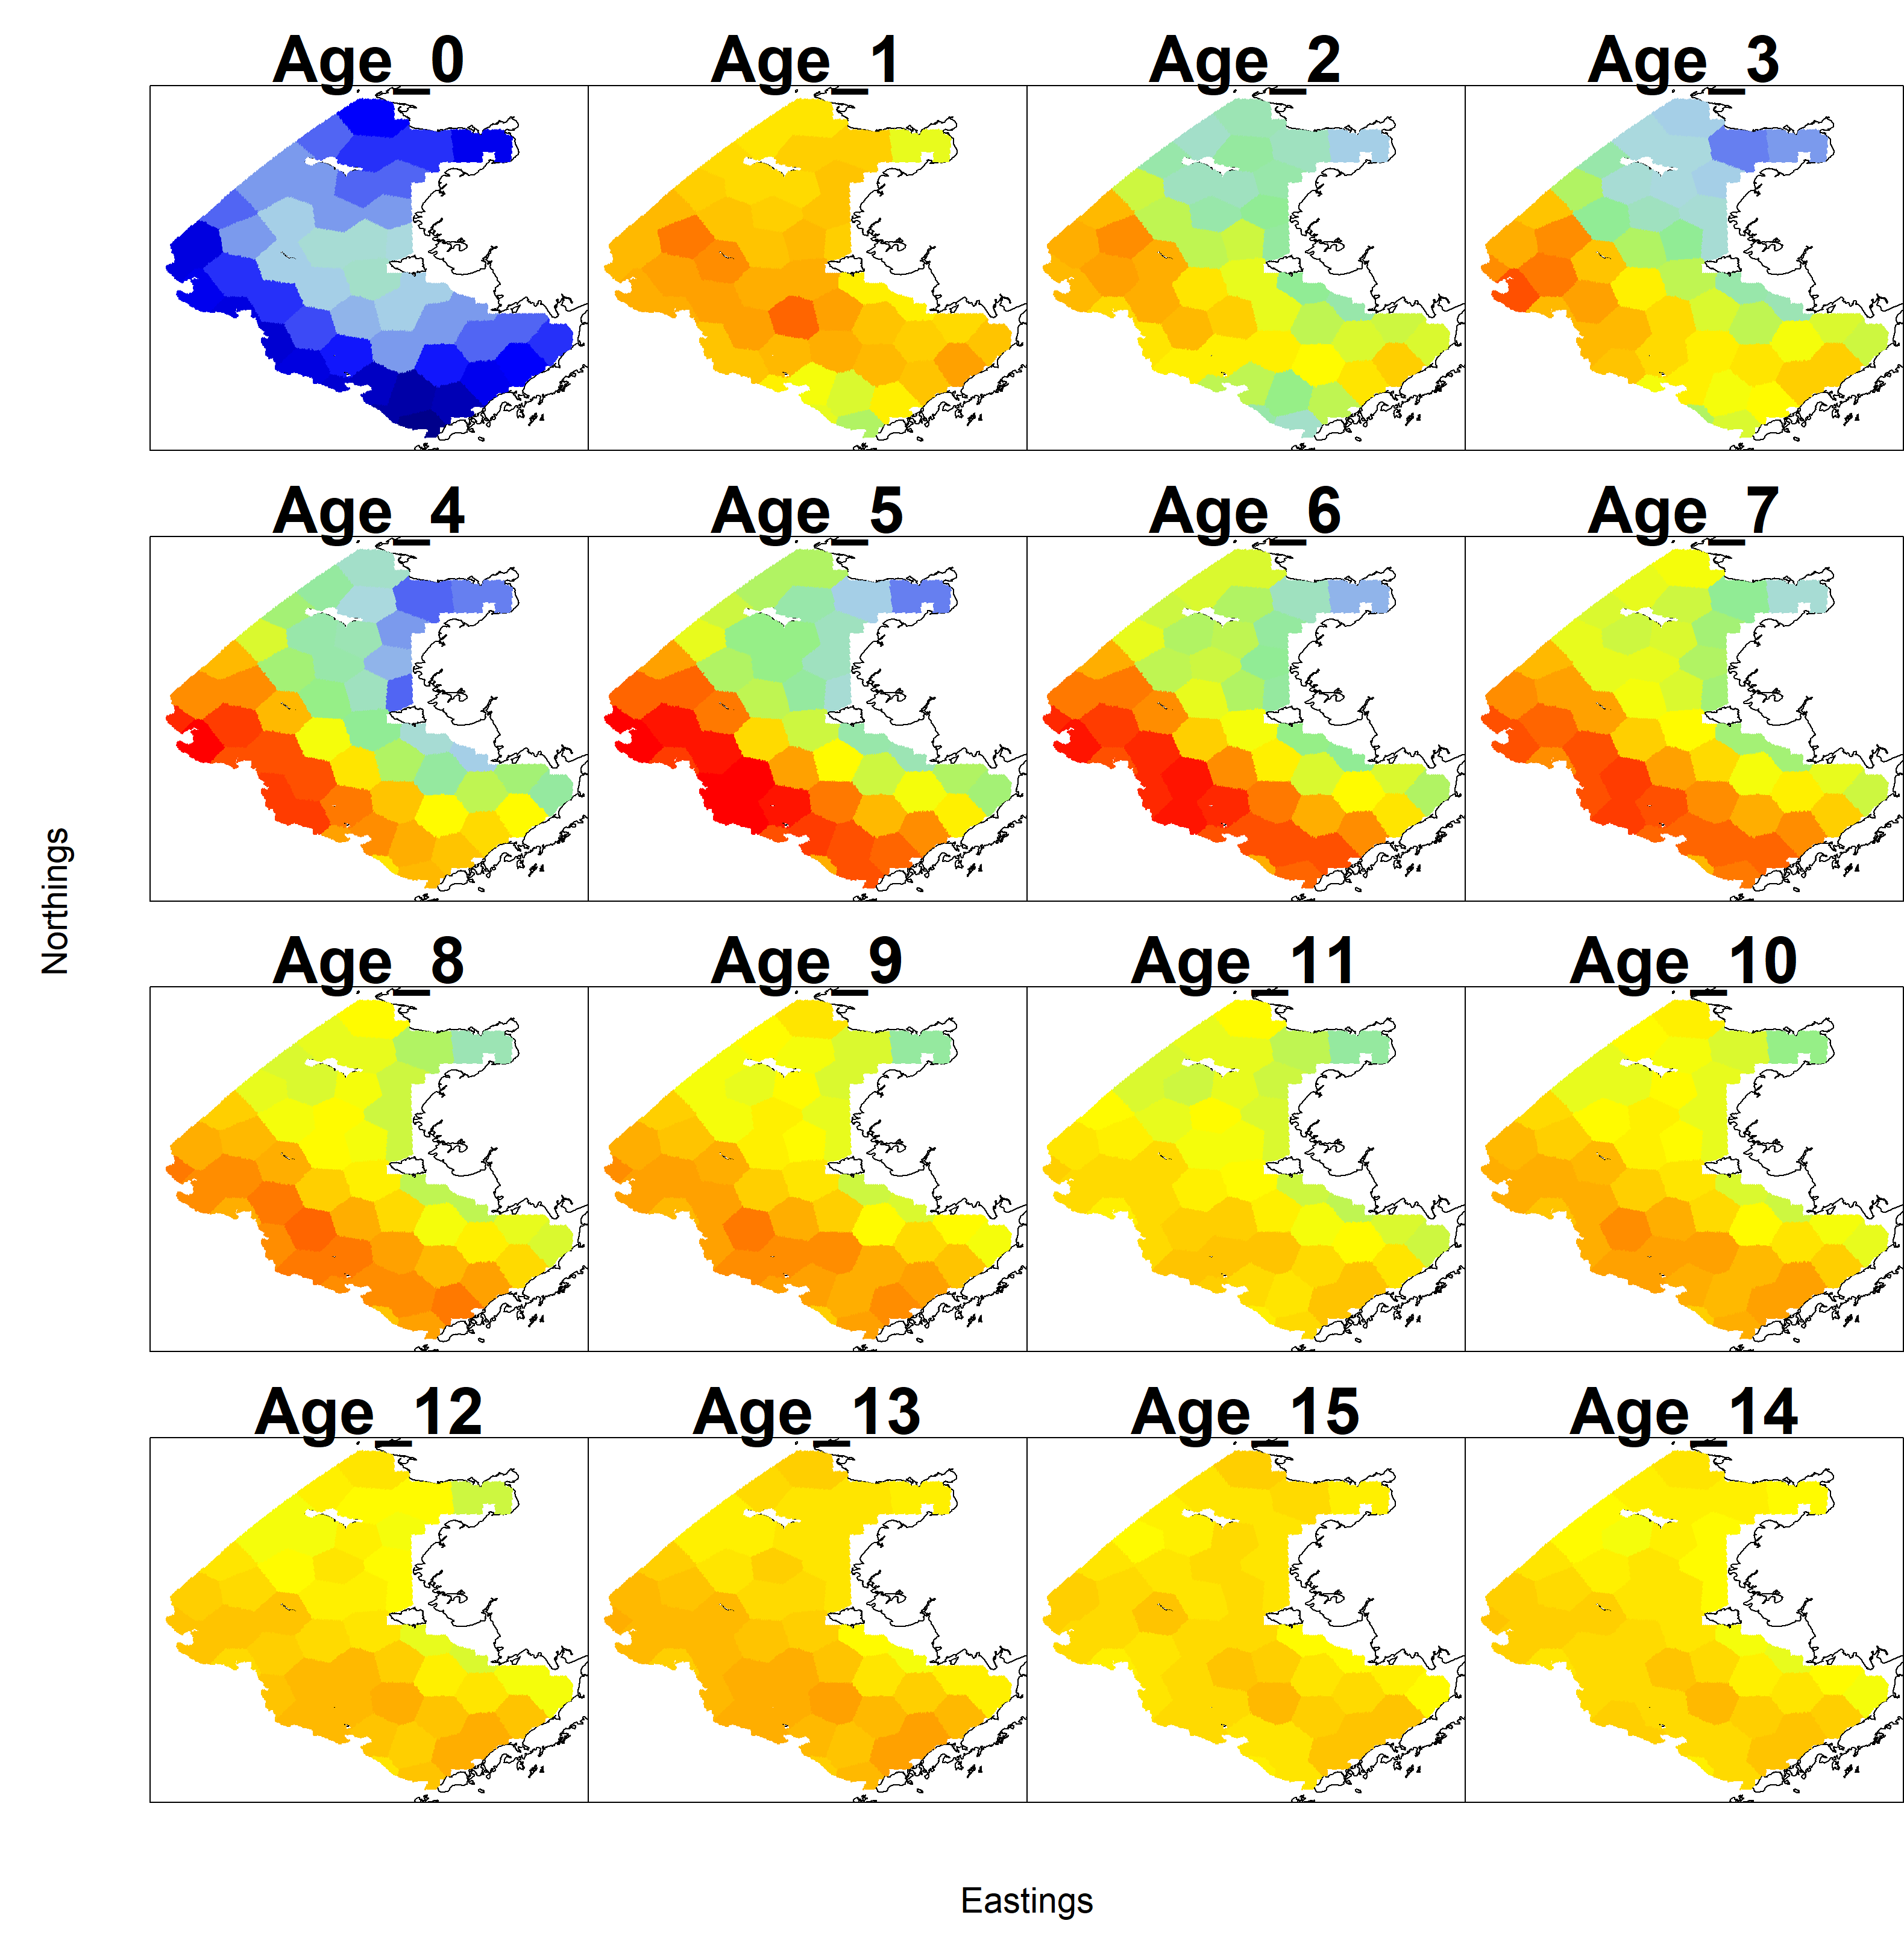 Age_0 Age_1 Age_2 Age_3
Age_4 Age_5 Age_6 Age_7
Northings
Age_8 Age_9 Age_11 Age_10
Age_12 Age_13 Age_15 Age_14
Eastings